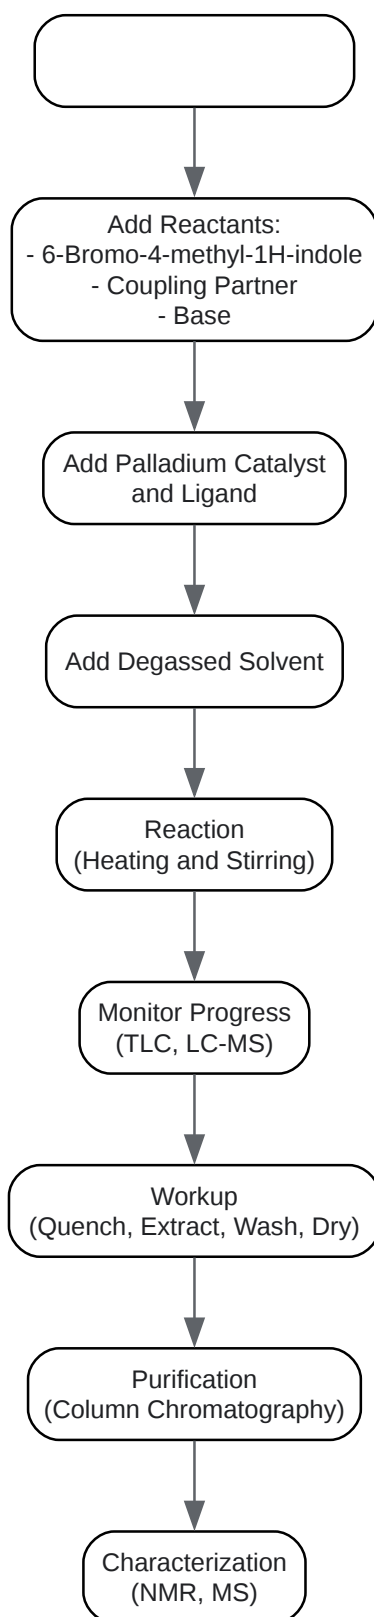 Add Reactants:
- 6-Bromo-4-methyl-1H-indole
- Coupling Partner
- Base
Add Palladium Catalyst
and Ligand
Add Degassed Solvent
Reaction
(Heating and Stirring)
Monitor Progress
(TLC, LC-MS)
Workup
(Quench, Extract, Wash, Dry)
Purification
(Column Chromatography)
Characterization
(NMR, MS)